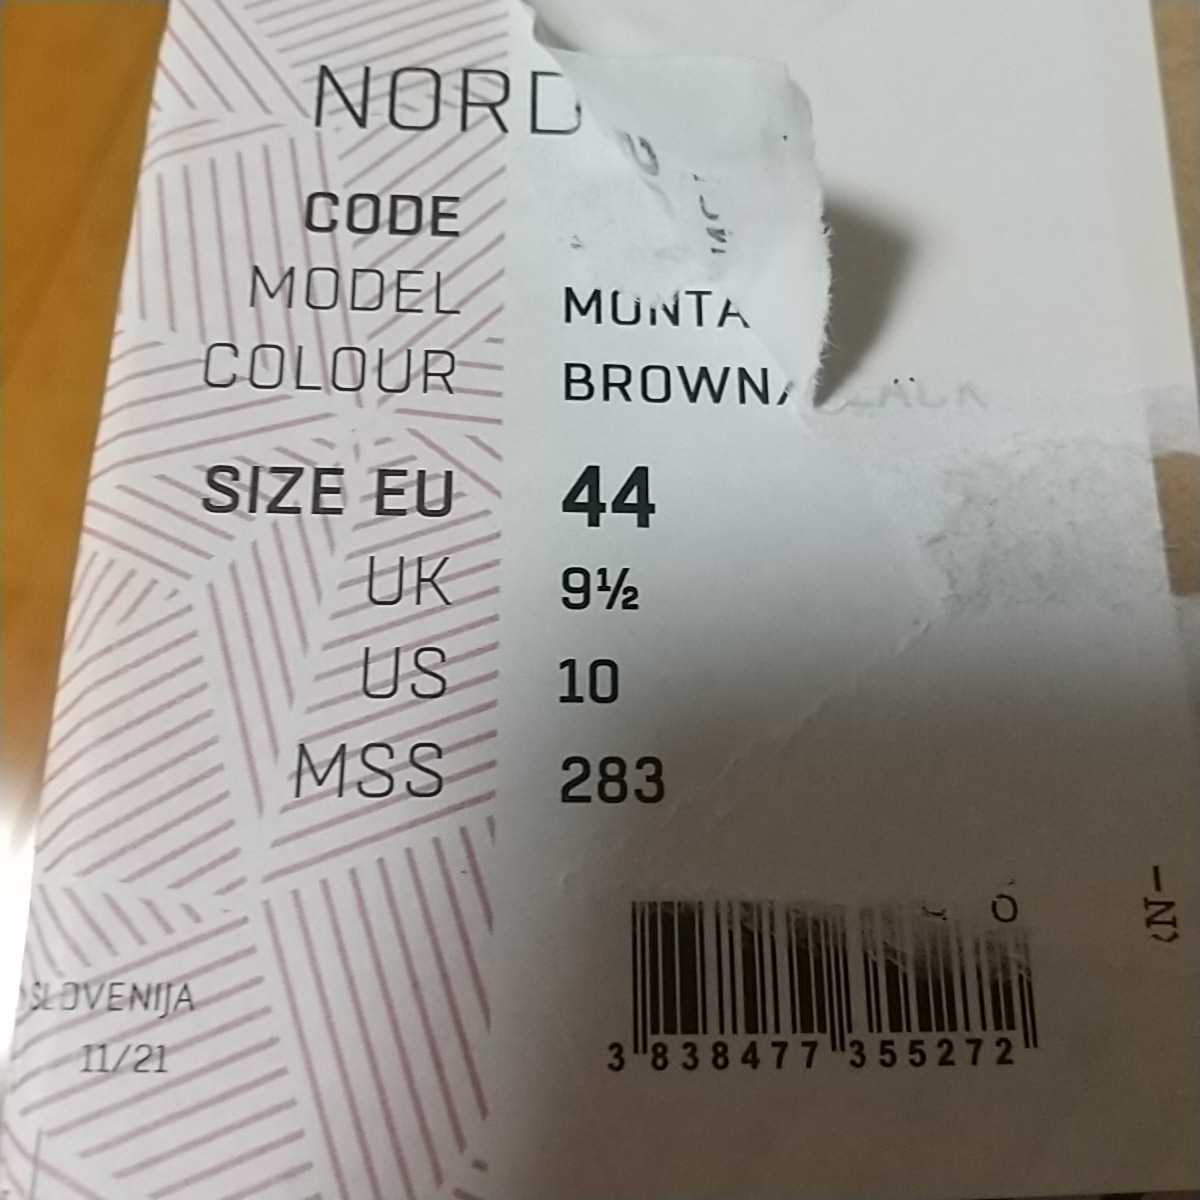 NORD
CODE
MODEL MONTA
COLOUR BROWN/BLACK
SIZE EU 44
UK 9½
US 10
MSS 283
SLOVENIJA
11/21
3 838477 355272